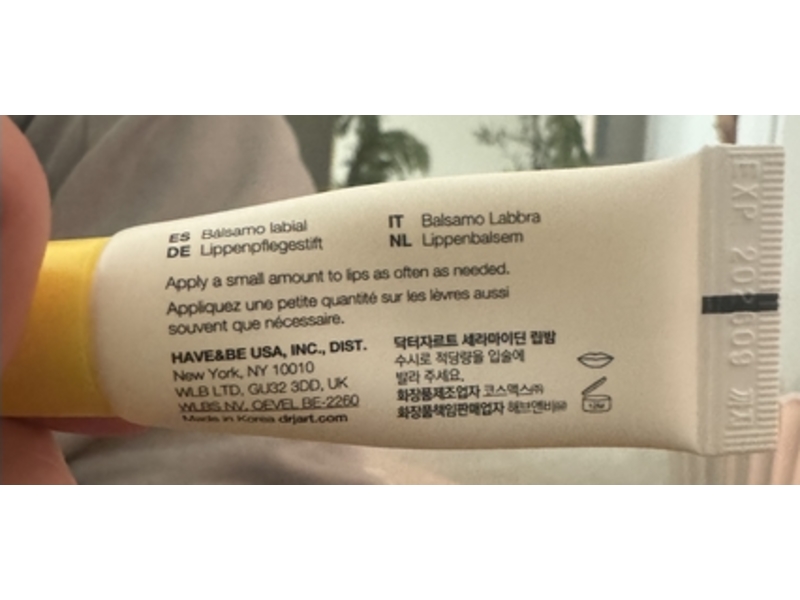 ES Bálsamo labial
DE Lippenpflegestift
IT Balsamo Labbra
NL Lippenbalsem
Apply a small amount to lips as often as needed.
Appliquez une petite quantité sur les lèvres aussi
souvent que nécessaire.
HAVE&BE USA, INC., DIST.
New York, NY 10010
WLB LTD, GU32 3DD, UK
WLBS NV, OEVEL BE-2260
Made in Korea drjart.com
닥터자르트 세라마이딘 립밤
수시로 적당량을 입술에
발라 주세요.
화장품제조업자 코스맥스㈜
화장품책임판매업자 해브앤비㈜
12M
EXP 까지